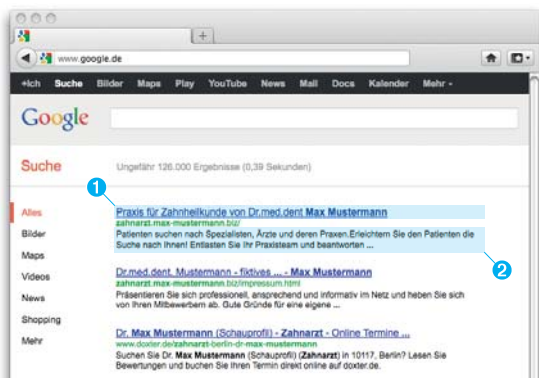 www.google.de
+Ich Suche Bilder Maps Play YouTube News Mail Docs Kalender Mehr
Google
Suche
Ungefähr 126.000 Ergebnisse (0,39 Sekunden)
1
Alles
Praxis für Zahnheilkunde von Dr.med.dent Max Mustermann
zahnarzt.max-mustermann.biz/
Bilder
Patienten suchen nach Spezialisten, Ärzte und deren Praxen.Erleichtern Sie den Patienten die
Suche nach Ihnen! Entlasten Sie Ihr Praxisteam und beantworten ...
2
Maps
Videos
Dr.med.dent. Mustermann - fiktives ... - Max Mustermann
zahnarzt.max-mustermann.biz/impressum.html
News
Präsentieren Sie sich professionell, ansprechend und informativ im Netz und heben Sie sich
von Ihren Mitbewerbern ab. Gute Gründe für eine eigene ...
Shopping
Mehr
Dr. Max Mustermann (Schauprofil) - Zahnarzt - Online Termine ...
www.doxter.de/zahnarzt-berlin-dr-max-mustermann
Suchen Sie Dr. Max Mustermann (Schauprofil) (Zahnarzt) in 10117, Berlin? Lesen Sie
Bewertungen und buchen Sie Ihren Termin direkt online auf doxter.de.